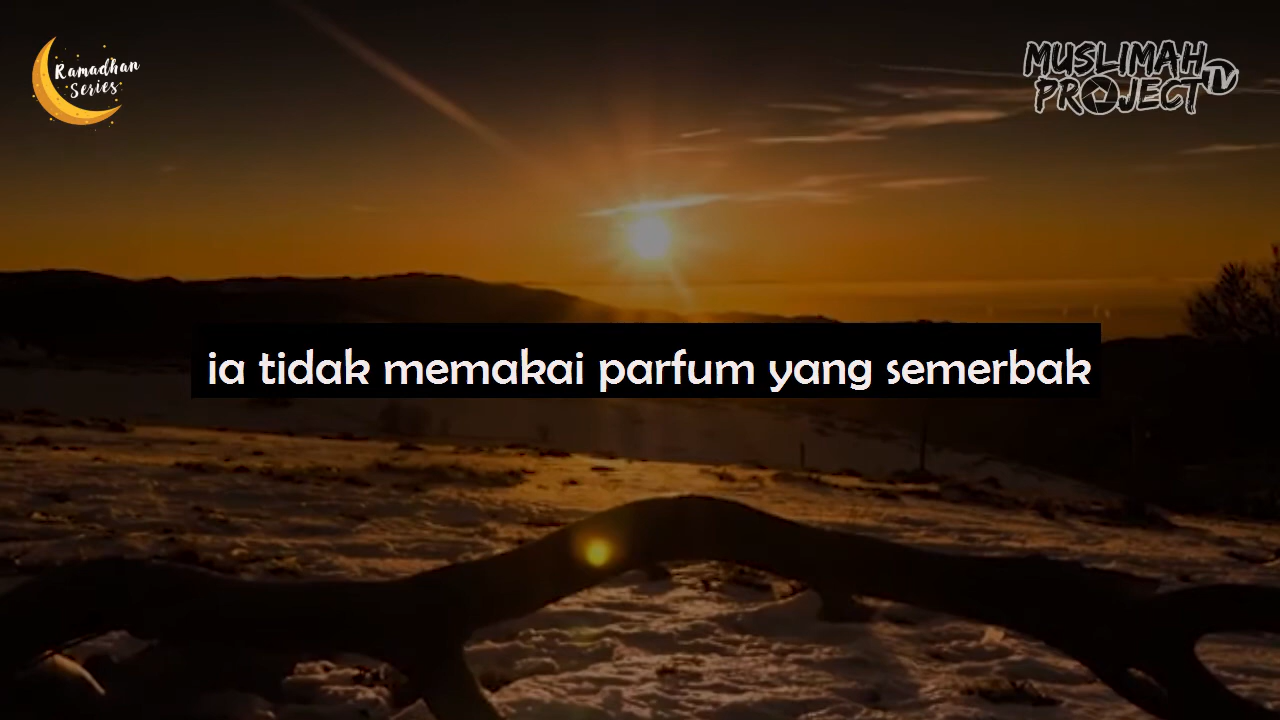 Ramadhan
Series
MUSLIMAH
PROJECT TV
ia tidak memakai parfum yang semerbak